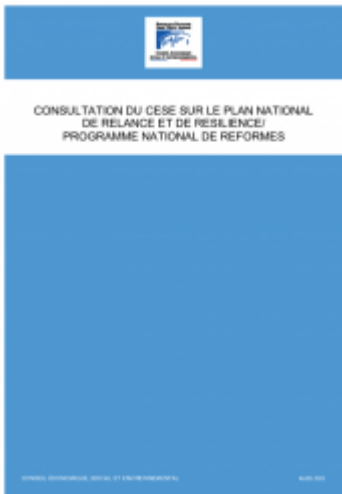 CONSULTATION DU CESE SUR LE PLAN NATIONAL
DE RELANCE ET DE RESILIENCE/
PROGRAMME NATIONAL DE REFORMES
CONSEIL ÉCONOMIQUE, SOCIAL ET ENVIRONNEMENTAL